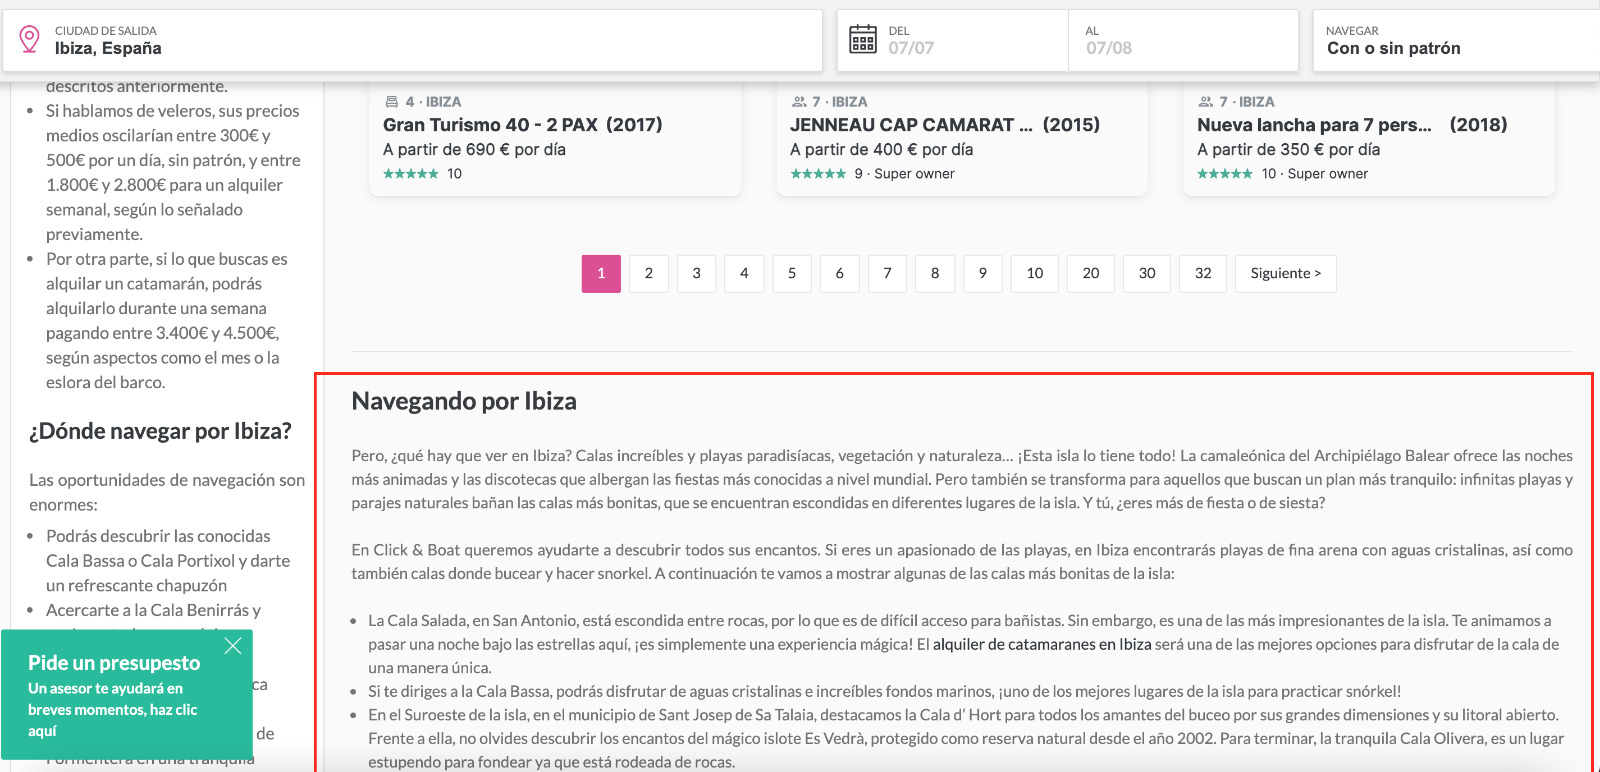 CIUDAD DE SALIDA
Ibiza, España
DEL
07/07
AL
07/08
NAVEGAR
Con o sin patrón
descritos anteriormente.
Si hablamos de veleros, sus precios
medios oscilarían entre 300€ y
500€ por un día, sin patrón, y entre
1.800€ y 2.800€ para un alquiler
semanal, según lo señalado
previamente.
Por otra parte, si lo que buscas es
alquilar un catamarán, podrás
alquilarlo durante una semana
pagando entre 3.400€ y 4.500€,
según aspectos como el mes o la
eslora del barco.
¿Dónde navegar por Ibiza?
Las oportunidades de navegación son
enormes:
Podrás descubrir las conocidas
Cala Bassa o Cala Portixol y darte
un refrescante chapuzón
Acercarte a la Cala Benirrás y
ca
de
Formentera en una tranquila
Pide un presupesto
Un asesor te ayudará en
breves momentos, haz clic
aquí
4 · IBIZA
Gran Turismo 40 - 2 PAX (2017)
A partir de 690 € por día
★★★★★ 10
7 · IBIZA
JENNEAU CAP CAMARAT ... (2015)
A partir de 400 € por día
★★★★★ 9 · Super owner
7 · IBIZA
Nueva lancha para 7 pers... (2018)
A partir de 350 € por día
★★★★★ 10 · Super owner
1 2 3 4 5 6 7 8 9 10 20 30 32 Siguiente >
Navegando por Ibiza
Pero, ¿qué hay que ver en Ibiza? Calas increíbles y playas paradisíacas, vegetación y naturaleza... ¡Esta isla lo tiene todo! La camaleónica del Archipiélago Balear ofrece las noches
más animadas y las discotecas que albergan las fiestas más conocidas a nivel mundial. Pero también se transforma para aquellos que buscan un plan más tranquilo: infinitas playas y
parajes naturales bañan las calas más bonitas, que se encuentran escondidas en diferentes lugares de la isla. Y tú, ¿eres más de fiesta o de siesta?
En Click & Boat queremos ayudarte a descubrir todos sus encantos. Si eres un apasionado de las playas, en Ibiza encontrarás playas de fina arena con aguas cristalinas, así como
también calas donde bucear y hacer snorkel. A continuación te vamos a mostrar algunas de las calas más bonitas de la isla:
La Cala Salada, en San Antonio, está escondida entre rocas, por lo que es de difícil acceso para bañistas. Sin embargo, es una de las más impresionantes de la isla. Te animamos a
pasar una noche bajo las estrellas aquí, ¡es simplemente una experiencia mágica! El alquiler de catamaranes en Ibiza será una de las mejores opciones para disfrutar de la cala de
una manera única.
Si te diriges a la Cala Bassa, podrás disfrutar de aguas cristalinas e increíbles fondos marinos, ¡uno de los mejores lugares de la isla para practicar snórkel!
En el Suroeste de la isla, en el municipio de Sant Josep de Sa Talaia, destacamos la Cala d' Hort para todos los amantes del buceo por sus grandes dimensiones y su litoral abierto.
Frente a ella, no olvides descubrir los encantos del mágico islote Es Vedrà, protegido como reserva natural desde el año 2002. Para terminar, la tranquila Cala Olivera, es un lugar
estupendo para fondear ya que está rodeada de rocas.